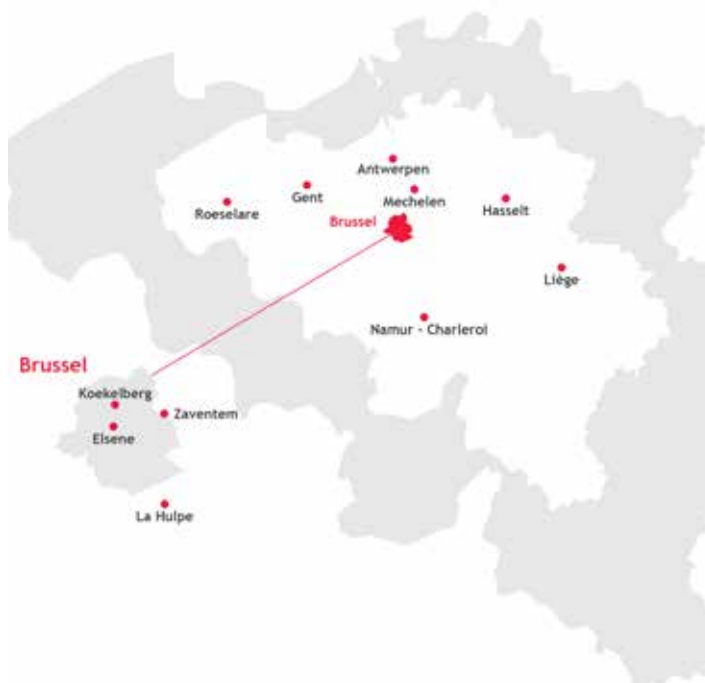 Antwerpen
Gent
Mechelen
Roeselare
Hasselt
Brussel
Liège
Namur - Charleroi
Brussel
Koekelberg
Zaventem
Elsene
La Hulpe